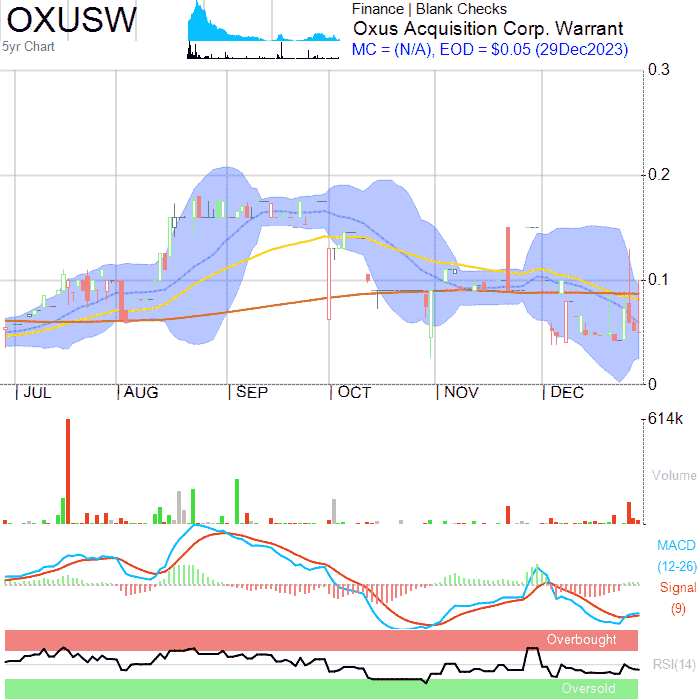 OXUSW
5yr Chart
Finance | Blank Checks
Oxus Acquisition Corp. Warrant
MC = (N/A), EOD = $0.05 (29Dec2023)
0.3
0.2
0.1
0
JUL AUG SEP OCT NOV DEC
614k
Volume
MACD
(12-26)
Signal
(9)
Overbought
RSI(14)
Oversold